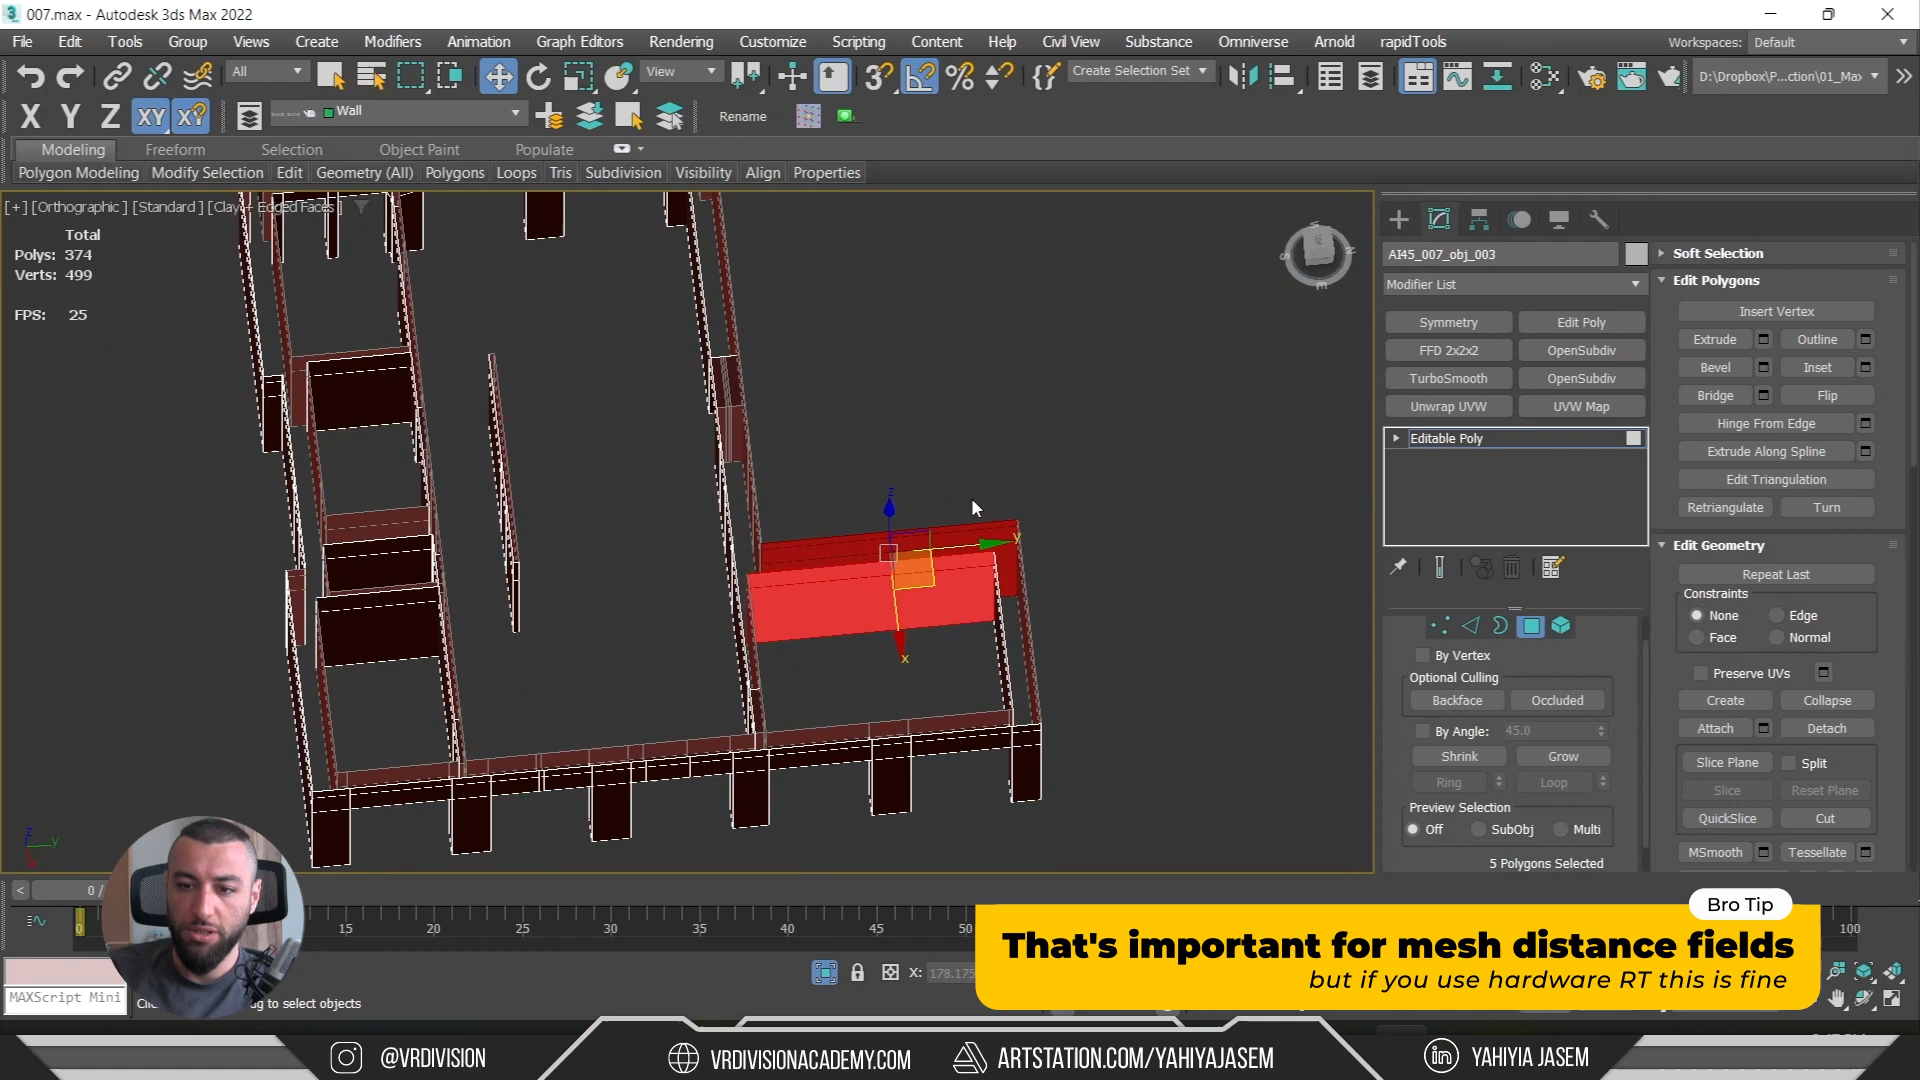 007.max - Autodesk 3ds Max 2022
File Edit Tools Group Views Create Modifiers Animation Graph Editors Rendering Customize Scripting Content Help Civil View Substance Omniverse Arnold rapidTools Workspaces: Default
All View Create Selection Set D:\Dropbox\P...ction\01_Max
X Y Z XY XY Wall Rename
Modeling Freeform Selection Object Paint Populate
Polygon Modeling Modify Selection Edit Geometry (All) Polygons Loops Tris Subdivision Visibility Align Properties
[+] [Orthographic ] [Standard ] [Clay + Edged Faces ]
Total
Polys: 374
Verts: 499
FPS: 25
z
y
x
z
y
AI45_007_obj_003
Modifier List
Symmetry Edit Poly
FFD 2x2x2 OpenSubdiv
TurboSmooth OpenSubdiv
Unwrap UVW UVW Map
Editable Poly
By Vertex
Optional Culling
Backface Occluded
By Angle: 45.0
Shrink Grow
Ring Loop
Preview Selection
Off SubObj Multi
5 Polygons Selected
Soft Selection
Edit Polygons
Insert Vertex
Extrude Outline
Bevel Inset
Bridge Flip
Hinge From Edge
Extrude Along Spline
Edit Triangulation
Retriangulate Turn
Edit Geometry
Repeat Last
Constraints
None Edge
Face Normal
Preserve UVs
Create Collapse
Attach Detach
Slice Plane Split
Slice Reset Plane
QuickSlice Cut
MSmooth Tessellate
0 /
0 15 20 25 30 35 40 45 50 100
Bro Tip
That's important for mesh distance fields
but if you use hardware RT this is fine
X: 178.175
MAXScript Mini
to select objects
@VRDIVISION VRDIVISIONACADEMY.COM ARTSTATION.COM/YAHIYAJASEM YAHIYIA JASEM